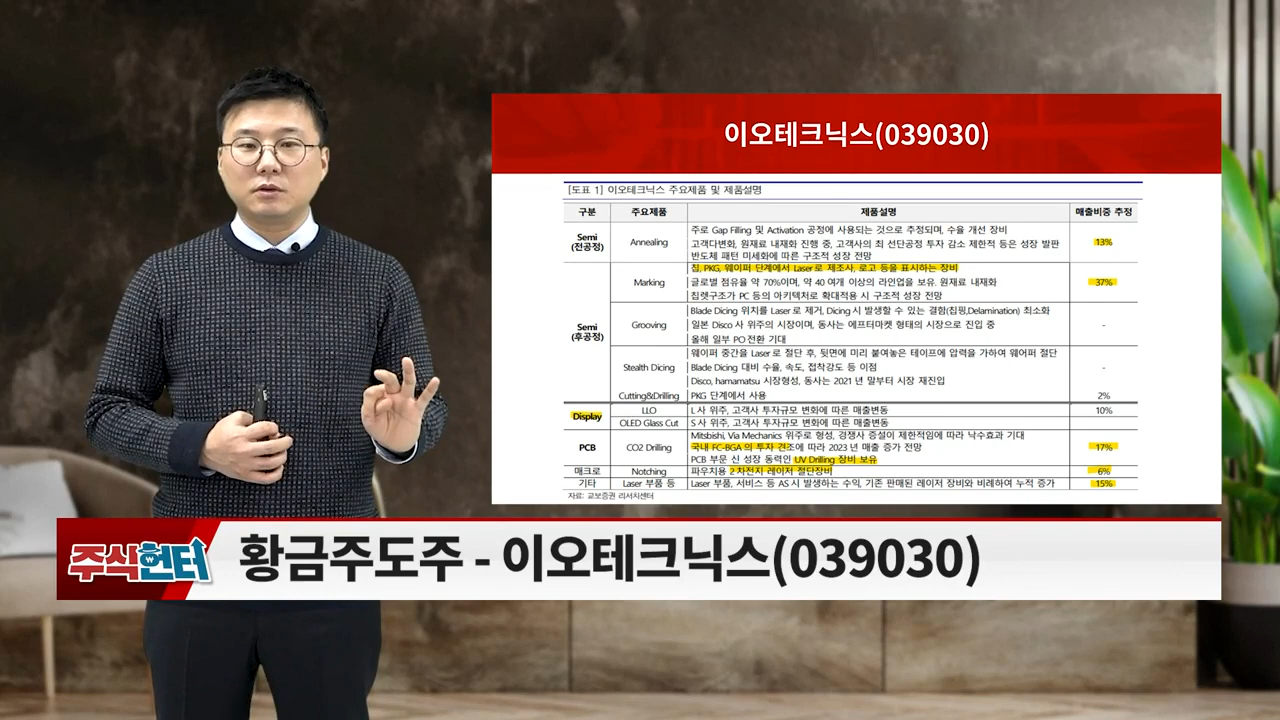 이오테크닉스(039030)
[도표 1] 이오테크닉스 주요제품 및 제품설명
구분 주요제품 제품설명 매출비중 추정
Semi
(전공정)
Annealing
주로 Gap Filling 및 Activation 공정에 사용되는 것으로 추정되며, 수율 개선 장비
고객다변화, 원재료 내재화 진행 중, 고객사의 최 선단공정 투자 감소 제한적 등은 성장 발판
반도체 패턴 미세화에 따른 구조적 성장 전망
13%
Semi
(후공정)
Marking
칩, PKG, 웨이퍼 단계에서 Laser로 제조사, 로고 등을 표시하는 장비
글로벌 점유율 약 70%이며, 약 40여개 이상의 라인업을 보유. 원재료 내재화
칩렛구조가 PC 등의 아키텍처로 확대적용 시 구조적 성장 전망
37%
Grooving
Blade Dicing 위치를 Laser로 제거, Dicing시 발생할 수 있는 결함(칩핑,Delamination) 최소화
일본 Disco사 위주의 시장이며, 동사는 에프터마켓 형태의 시장으로 진입 중
올해 일부 PO전환 기대
-
Stealth Dicing
웨이퍼 중간을 Laser로 절단 후, 뒷면에 미리 붙여놓은 테이프에 압력을 가하여 웨어퍼 절단
Blade Dicing 대비 수율, 속도, 접착강도 등 이점
Disco, hamamatsu 시장형성, 동사는 2021년 말부터 시장 재진입
-
Cutting&Drilling PKG 단계에서 사용 2%
Display
LLO L사 위주, 고객사 투자규모 변화에 따른 매출변동 10%
OLED Glass Cut S사 위주, 고객사 투자규모 변화에 따른 매출변동
PCB
CO2 Drilling
Mitsbishi, Via Mechanics 위주로 형성, 경쟁사 증설이 제한적임에 따라 낙수효과 기대
국내 FC-BGA의 투자 견조에 따라 2023년 매출 증가 전망
PCB 부문 신 성장 동력인 UV Drilling 장비 보유
17%
매크로 Notching 파우치용 2차전지 레이저 절단장비 6%
기타 Laser 부품 등 Laser 부품, 서비스 등 AS시 발생하는 수익, 기존 판매된 레이저 장비와 비례하여 누적 증가 15%
자료: 교보증권 리서치센터
주식헌터
황금주도주 - 이오테크닉스(039030)